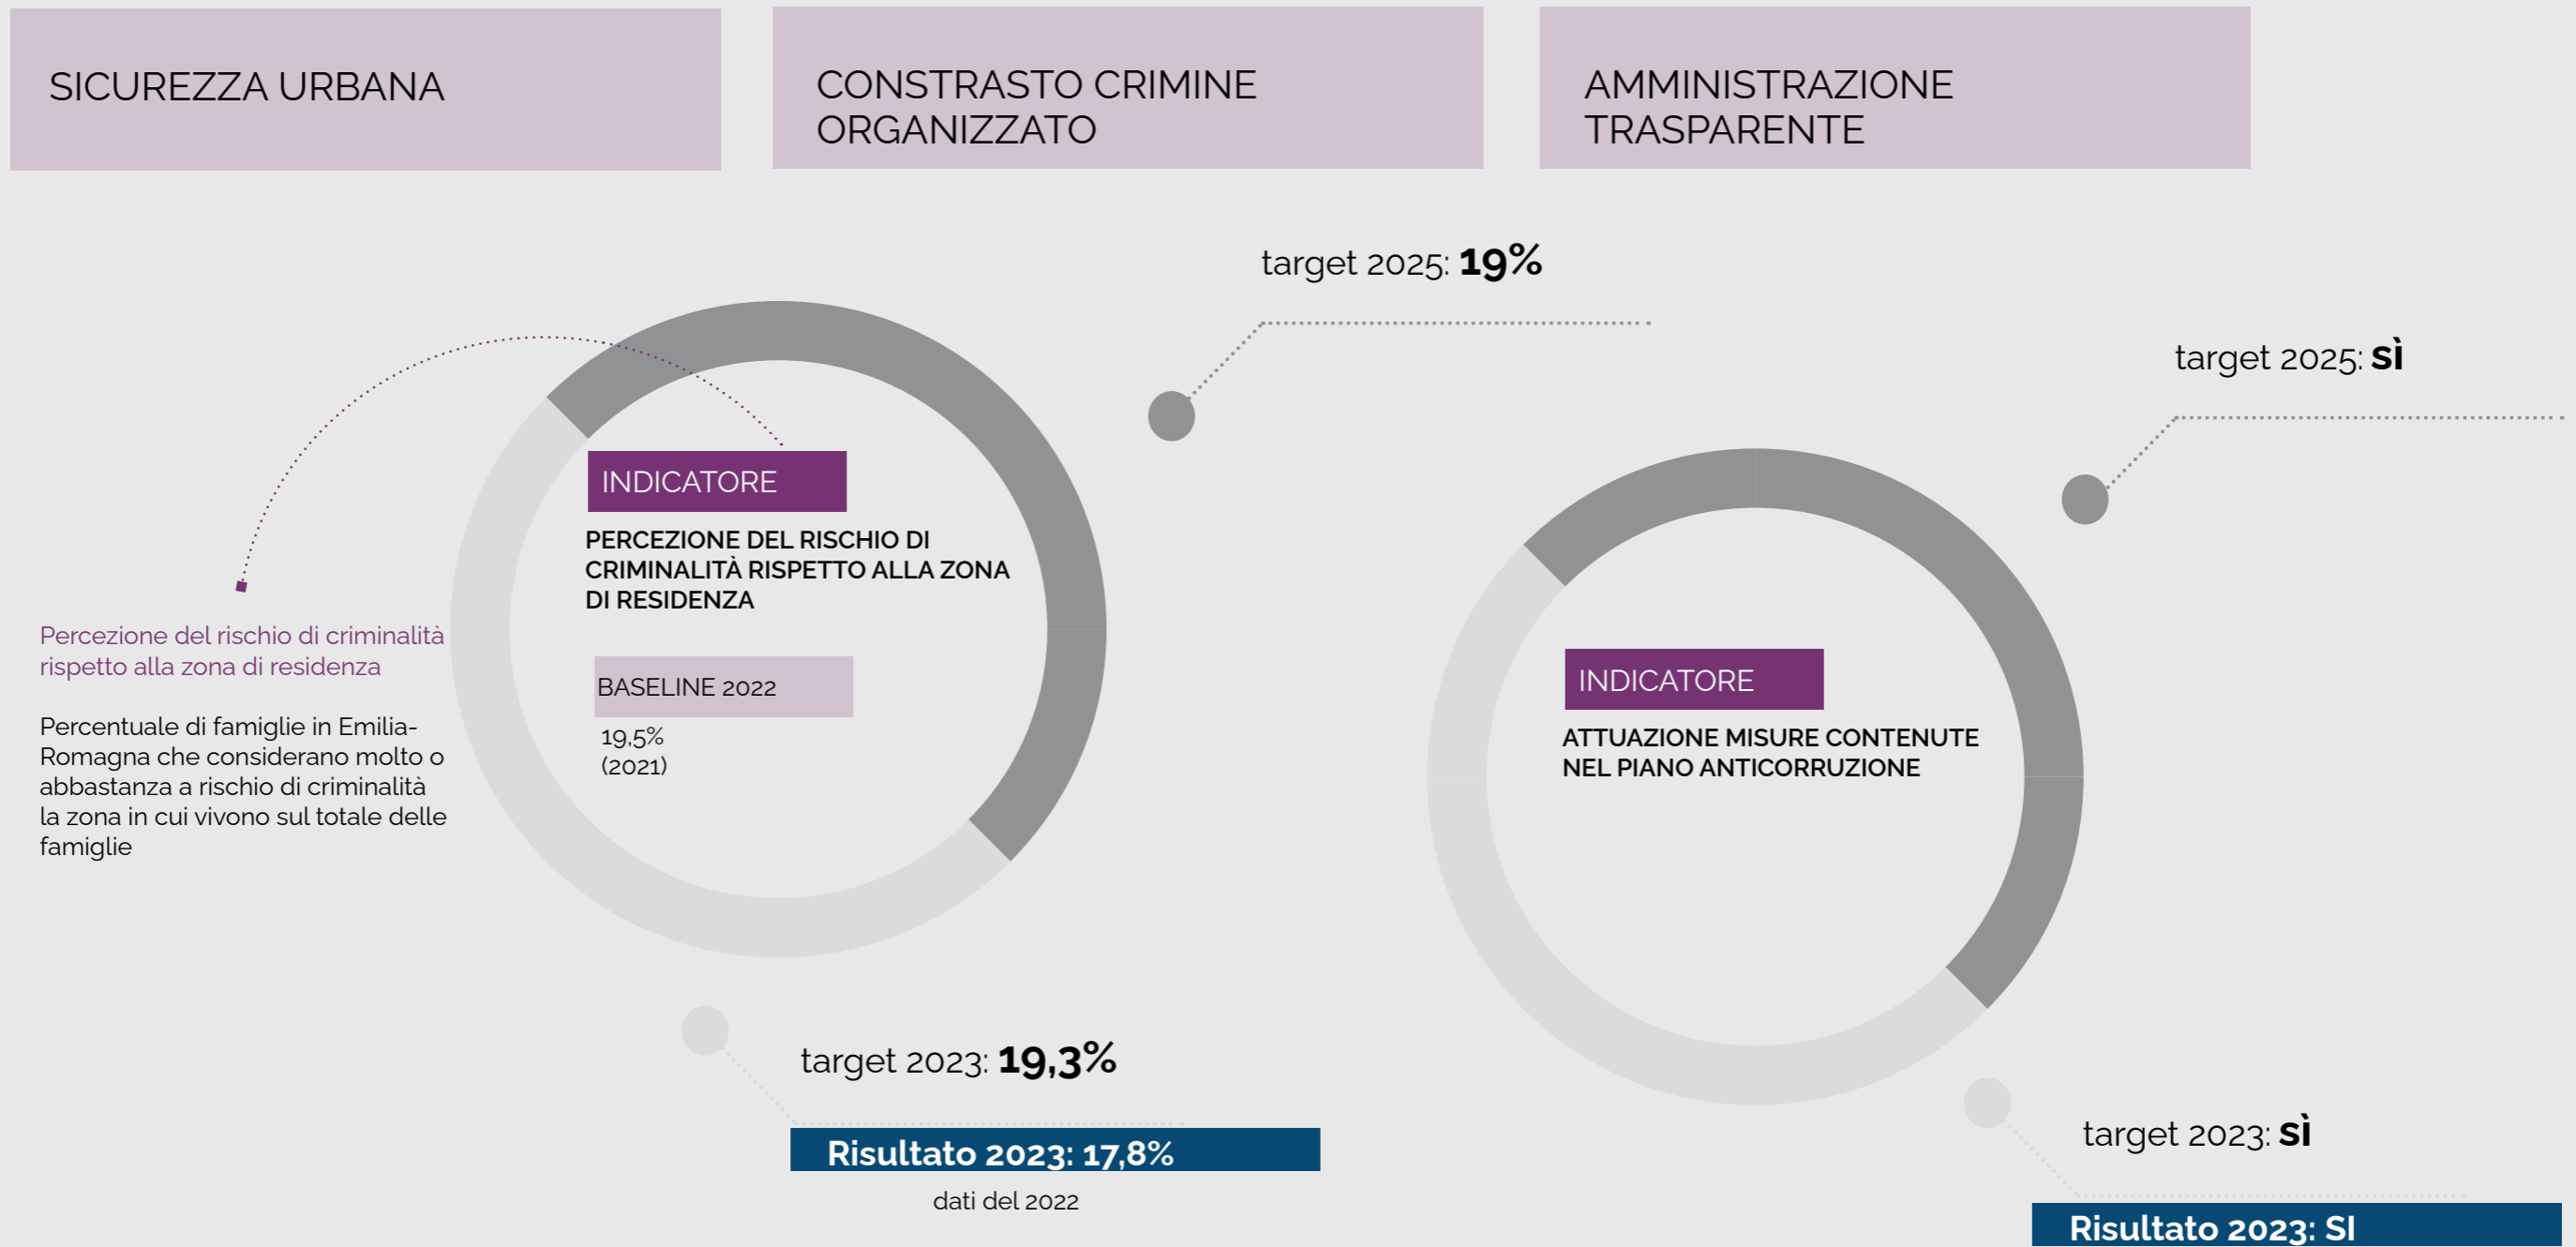 SICUREZZA URBANA
CONSTRASTO CRIMINE
ORGANIZZATO
AMMINISTRAZIONE
TRASPARENTE
target 2025: 19%
target 2025: sì
INDICATORE
PERCEZIONE DEL RISCHIO DI
CRIMINALITÀ RISPETTO ALLA ZONA
DI RESIDENZA
BASELINE 2022
19,5%
(2021)
Percezione del rischio di criminalità
rispetto alla zona di residenza
Percentuale di famiglie in Emilia-
Romagna che considerano molto o
abbastanza a rischio di criminalità
la zona in cui vivono sul totale delle
famiglie
INDICATORE
ATTUAZIONE MISURE CONTENUTE
NEL PIANO ANTICORRUZIONE
target 2023: 19,3%
Risultato 2023: 17,8%
dati del 2022
target 2023: sì
Risultato 2023: SI